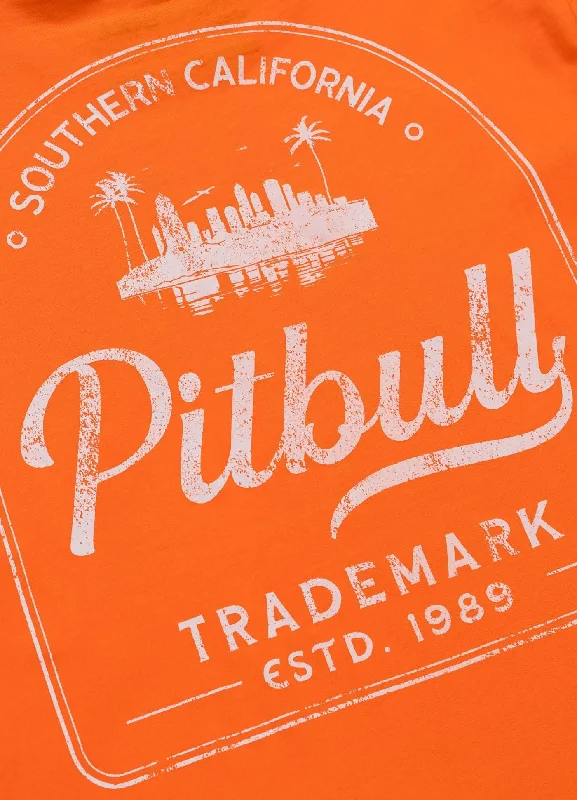 SOUTHERN CALIFORNIA
Pitbull
TRADEMARK
ESTD. 1989